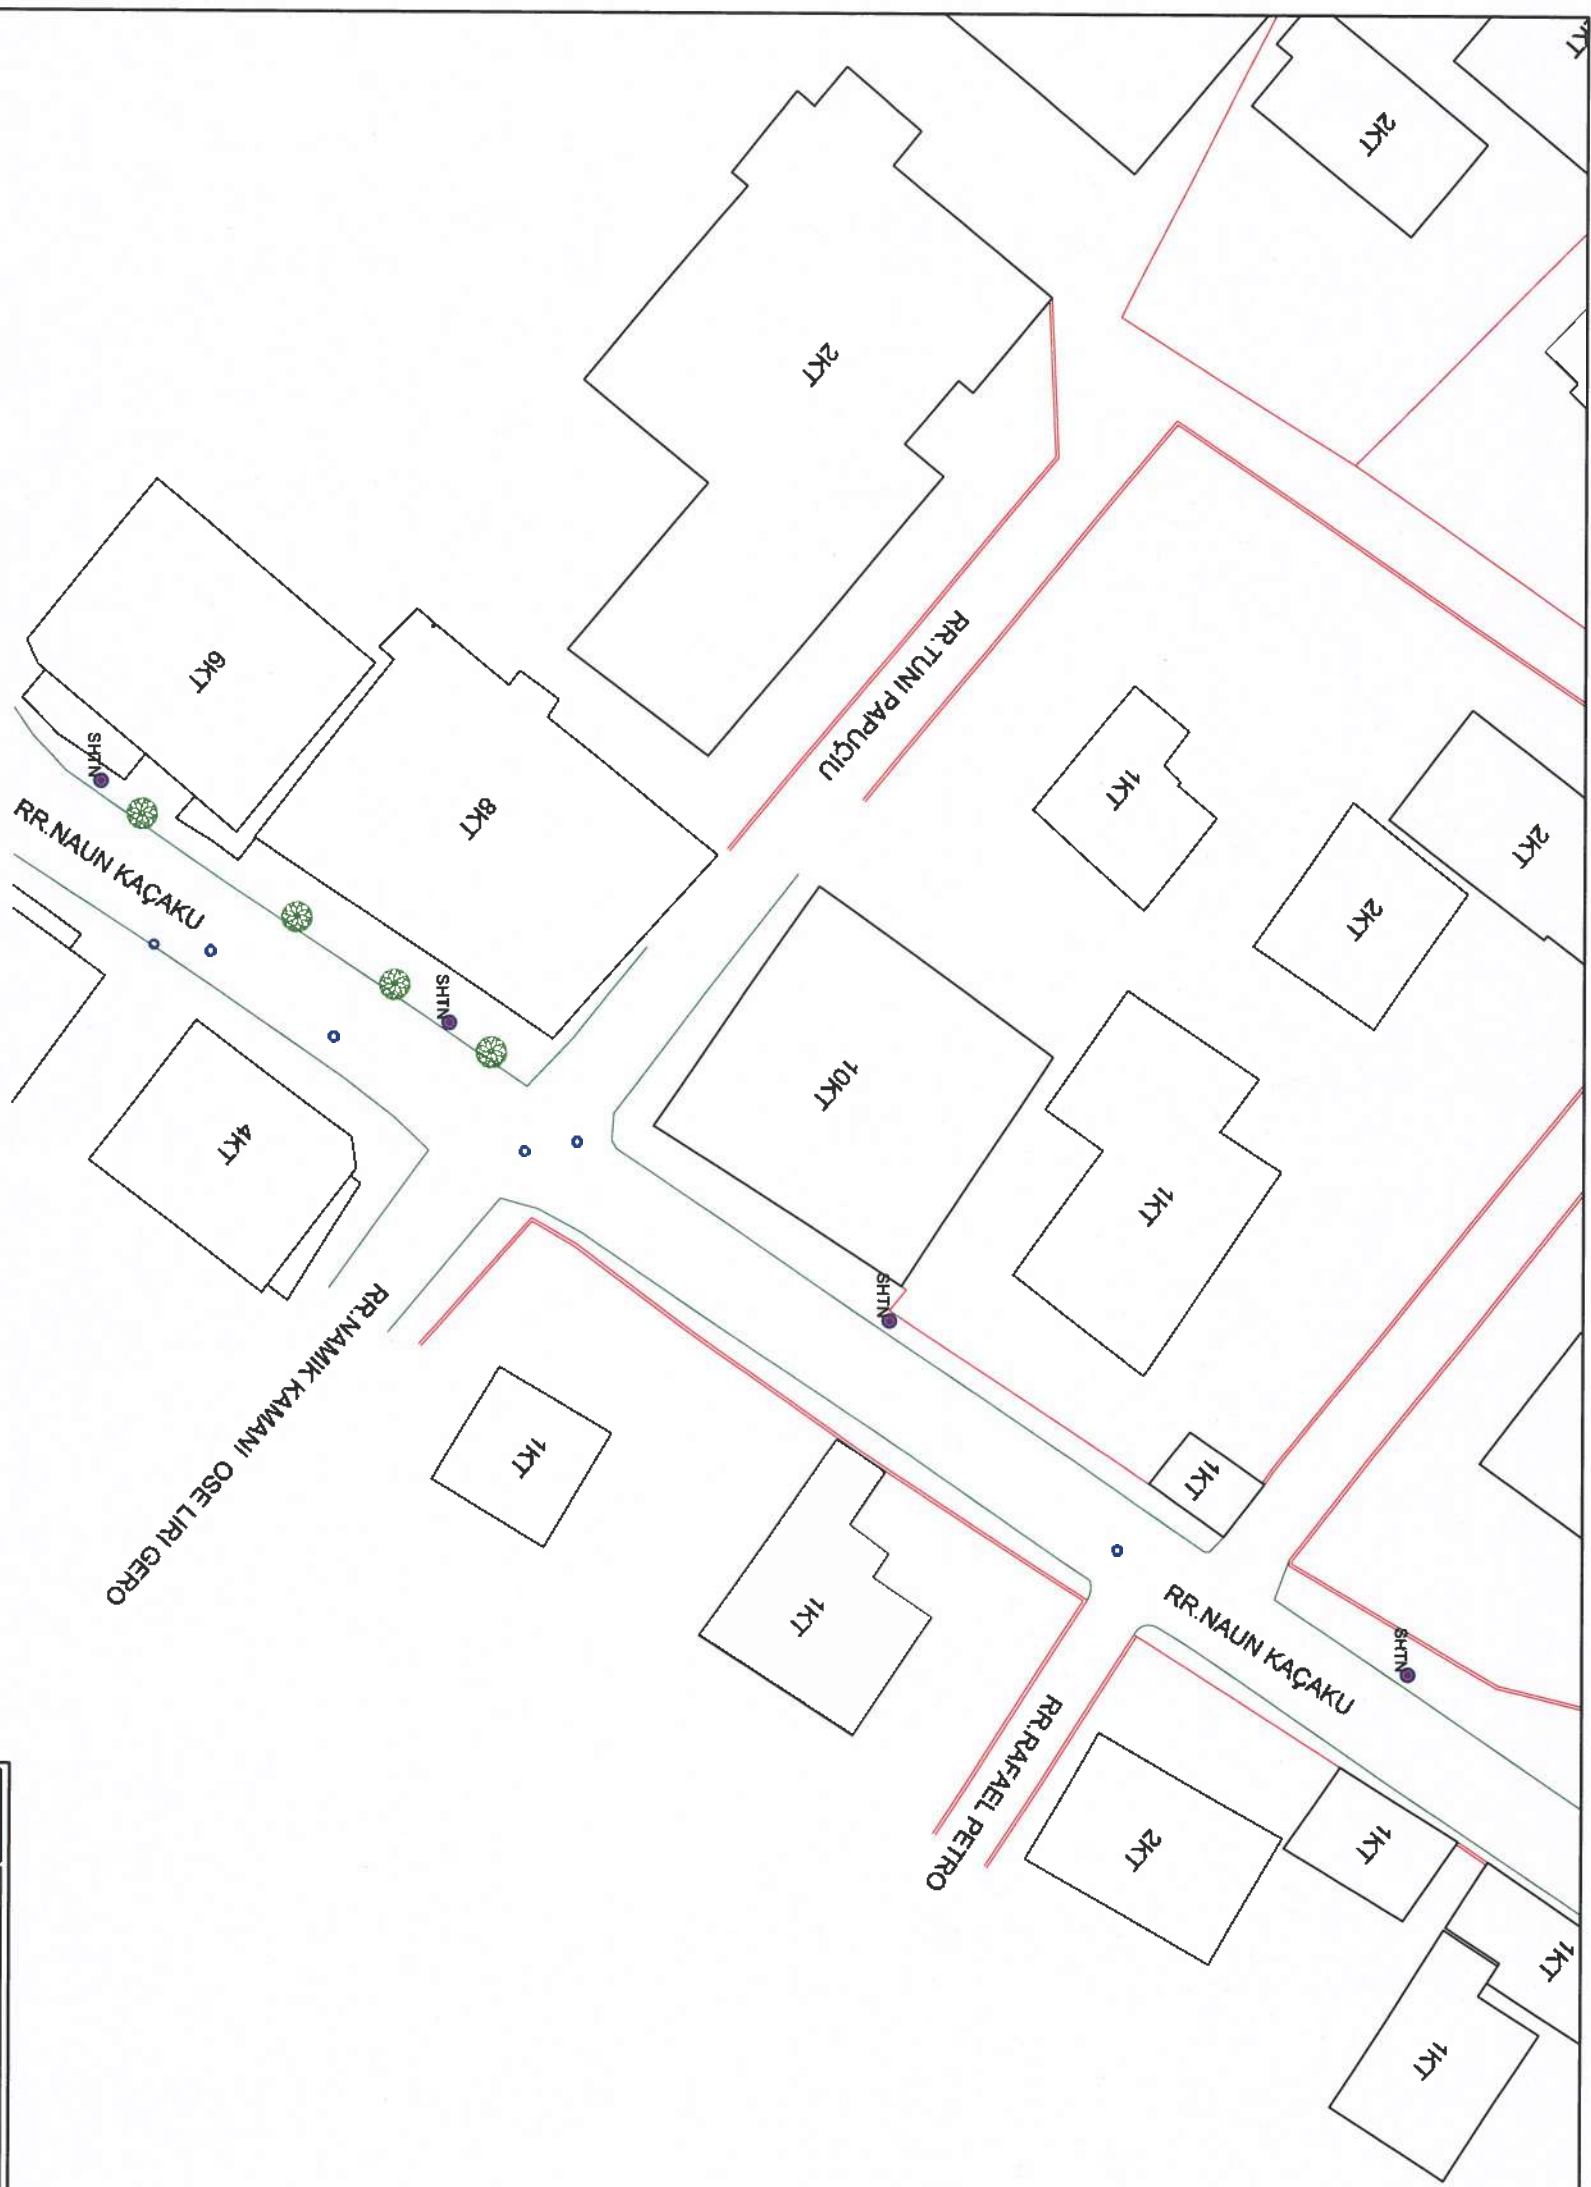 KT
2KT
2KT
RR.TUNI PAPUÇIU
6KT
SHTN
8KT
1KT
2KT
2KT
RR.NAUN KAÇAKU
SHTN
10KT
4KT
1KT
SHTN
RR.NAMIK KAMANI OSE LIRI GERO
1KT
1KT
1KT
RR.NAUN KAÇAKU
SHTN
RR.RAFAEL PETRO
2KT
1KT
1KT
1KT